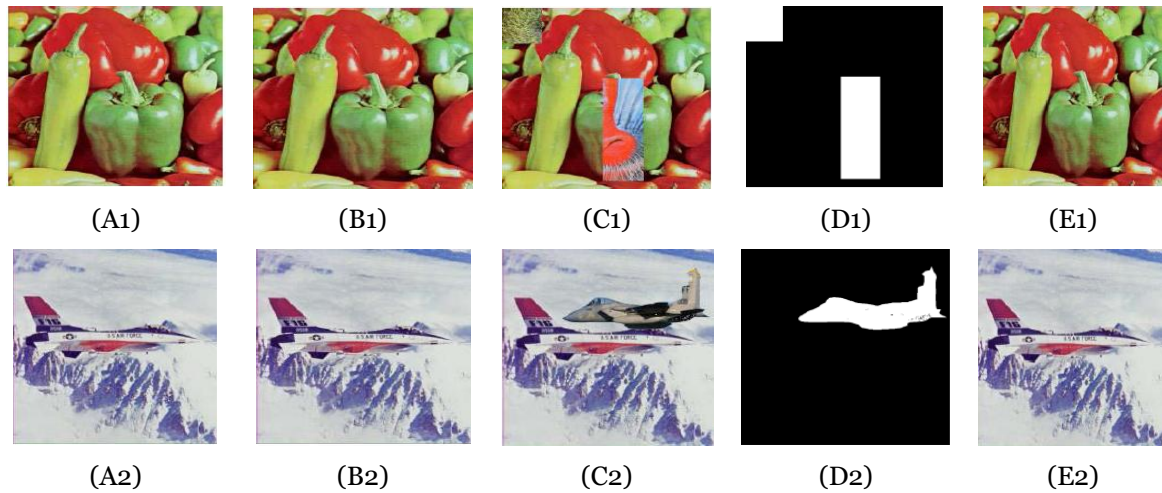 (A1) (B1) (C1) (D1) (E1)
U.S. AIR FORCE
U.S. AIR FORCE
U.S. AIR FORCE
U.S. AIR FORCE
(A2) (B2) (C2) (D2) (E2)